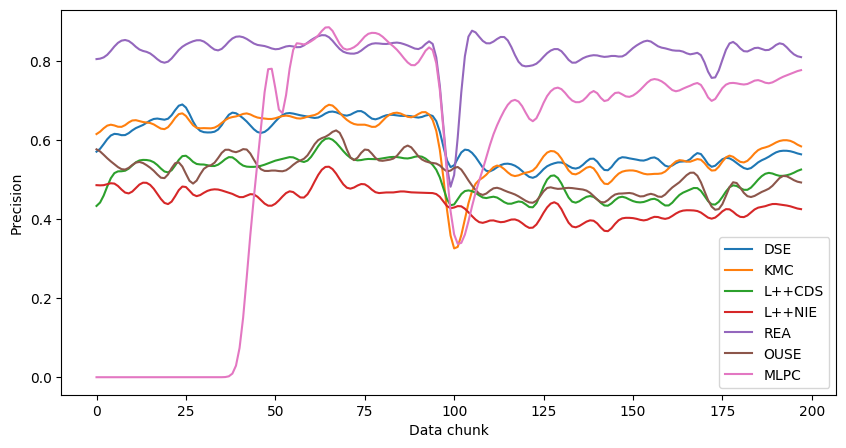 Precision
0.8
0.6
0.4
0.2
0.0
0
25
50
75
100
125
150
175
200
Data chunk
DSE
KMC
L++CDS
L++NIE
REA
OUSE
MLPC